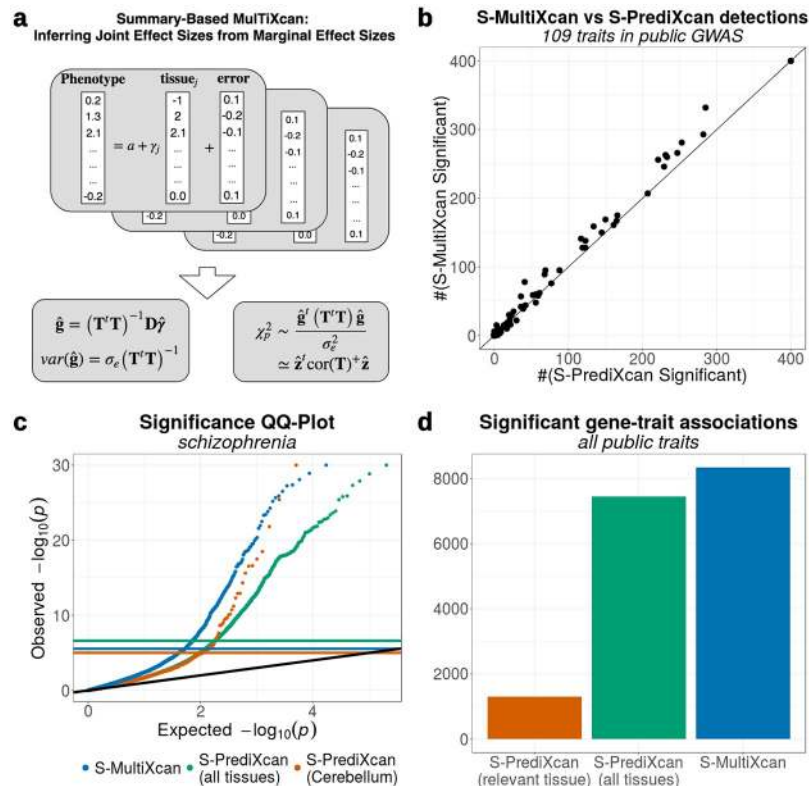 a
Summary-Based MulTiXcan:
Inferring Joint Effect Sizes from Marginal Effect Sizes
Phenotype tissueⱼ error
0.2 -1 0.1
1.3 2 -0.2
2.1 = a + γⱼ 2.1 + -0.1
... ... ...
... ... ...
... ... ...
-0.2 0.0 0.1
0.1
-0.2
-0.1
...
...
0.1
-0.2 0.0
0.1
-0.2
-0.1
...
...
...
0.1
-0.2 0.0
ĝ = (TᵗT)⁻¹Dγ̂
var(ĝ) = σₑ(TᵗT)⁻¹
χ²ₚ ~ ĝᵗ (TᵗT) ĝ / σ²ₑ
≃ ẑᵗcor(T)⁺ẑ
b
S-MultiXcan vs S-PrediXcan detections
109 traits in public GWAS
#(S-MultiXcan Significant)
400
300
200
100
0
0 100 200 300 400
#(S-PrediXcan Significant)
c
Significance QQ-Plot
schizophrenia
Observed −log₁₀(p)
30
20
10
0
0 2 4
Expected −log₁₀(p)
S-MultiXcan S-PrediXcan (all tissues) S-PrediXcan (Cerebellum)
d
Significant gene-trait associations
all public traits
8000
6000
4000
2000
0
S-PrediXcan (relevant tissue) S-PrediXcan (all tissues) S-MultiXcan